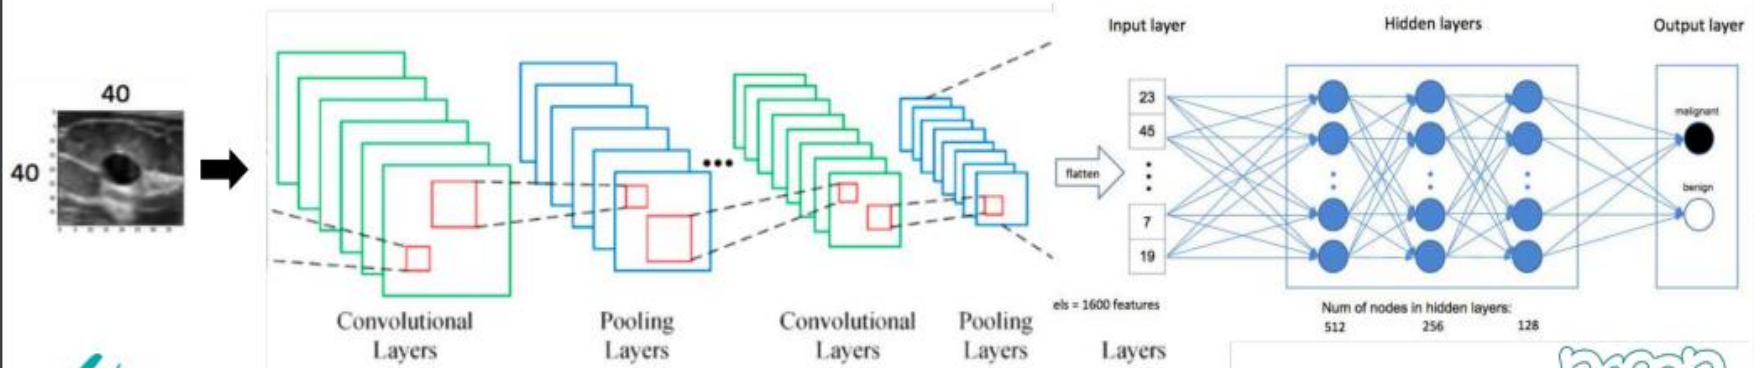 40
40
Convolutional
Layers
Pooling
Layers
Convolutional
Layers
Pooling
Layers
flatten
Input layer
23
45
7
19
els = 1600 features
Layers
Hidden layers
Num of nodes in hidden layers:
512 256 128
Output layer
malignant
benign